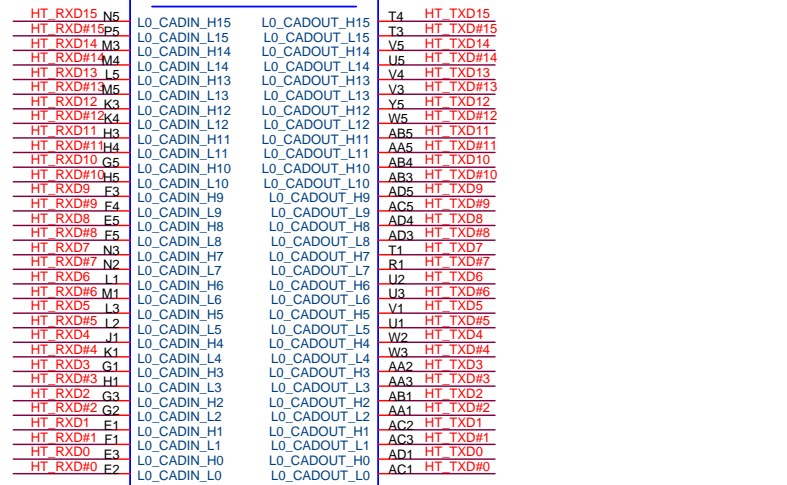 HT_RXD15 N5 L0_CADIN_H15 L0_CADOUT_H15 T4 HT_TXD15
HT_RXD#15 P5 L0_CADIN_L15 L0_CADOUT_L15 T3 HT_TXD#15
HT_RXD14 M3 L0_CADIN_H14 L0_CADOUT_H14 V5 HT_TXD14
HT_RXD#14 M4 L0_CADIN_L14 L0_CADOUT_L14 U5 HT_TXD#14
HT_RXD13 L5 L0_CADIN_H13 L0_CADOUT_H13 V4 HT_TXD13
HT_RXD#13 M5 L0_CADIN_L13 L0_CADOUT_L13 V3 HT_TXD#13
HT_RXD12 K3 L0_CADIN_H12 L0_CADOUT_H12 Y5 HT_TXD12
HT_RXD#12 K4 L0_CADIN_L12 L0_CADOUT_L12 W5 HT_TXD#12
HT_RXD11 H3 L0_CADIN_H11 L0_CADOUT_H11 AB5 HT_TXD11
HT_RXD#11 H4 L0_CADIN_L11 L0_CADOUT_L11 AA5 HT_TXD#11
HT_RXD10 G5 L0_CADIN_H10 L0_CADOUT_H10 AB4 HT_TXD10
HT_RXD#10 H5 L0_CADIN_L10 L0_CADOUT_L10 AB3 HT_TXD#10
HT_RXD9 F3 L0_CADIN_H9 L0_CADOUT_H9 AD5 HT_TXD9
HT_RXD#9 F4 L0_CADIN_L9 L0_CADOUT_L9 AC5 HT_TXD#9
HT_RXD8 E5 L0_CADIN_H8 L0_CADOUT_H8 AD4 HT_TXD8
HT_RXD#8 F5 L0_CADIN_L8 L0_CADOUT_L8 AD3 HT_TXD#8
HT_RXD7 N3 L0_CADIN_H7 L0_CADOUT_H7 T1 HT_TXD7
HT_RXD#7 N2 L0_CADIN_L7 L0_CADOUT_L7 R1 HT_TXD#7
HT_RXD6 L1 L0_CADIN_H6 L0_CADOUT_H6 U2 HT_TXD6
HT_RXD#6 M1 L0_CADIN_L6 L0_CADOUT_L6 U3 HT_TXD#6
HT_RXD5 L3 L0_CADIN_H5 L0_CADOUT_H5 V1 HT_TXD5
HT_RXD#5 L2 L0_CADIN_L5 L0_CADOUT_L5 U1 HT_TXD#5
HT_RXD4 J1 L0_CADIN_H4 L0_CADOUT_H4 W2 HT_TXD4
HT_RXD#4 K1 L0_CADIN_L4 L0_CADOUT_L4 W3 HT_TXD#4
HT_RXD3 G1 L0_CADIN_H3 L0_CADOUT_H3 AA2 HT_TXD3
HT_RXD#3 H1 L0_CADIN_L3 L0_CADOUT_L3 AA3 HT_TXD#3
HT_RXD2 G3 L0_CADIN_H2 L0_CADOUT_H2 AB1 HT_TXD2
HT_RXD#2 G2 L0_CADIN_L2 L0_CADOUT_L2 AA1 HT_TXD#2
HT_RXD1 E1 L0_CADIN_H1 L0_CADOUT_H1 AC2 HT_TXD1
HT_RXD#1 F1 L0_CADIN_L1 L0_CADOUT_L1 AC3 HT_TXD#1
HT_RXD0 E3 L0_CADIN_H0 L0_CADOUT_H0 AD1 HT_TXD0
HT_RXD#0 E2 L0_CADIN_L0 L0_CADOUT_L0 AC1 HT_TXD#0